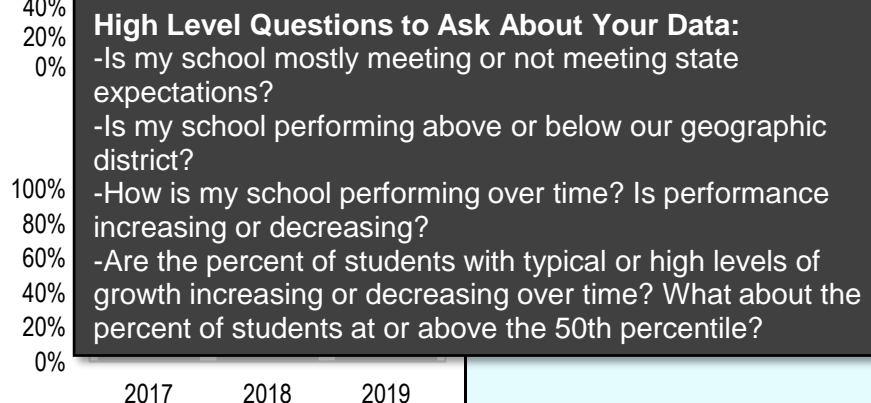 40%
20%
0%
High Level Questions to Ask About Your Data:
-Is my school mostly meeting or not meeting state
expectations?
-Is my school performing above or below our geographic
district?
-How is my school performing over time? Is performance
increasing or decreasing?
-Are the percent of students with typical or high levels of
growth increasing or decreasing over time? What about the
percent of students at or above the 50th percentile?
100%
80%
60%
40%
20%
0%
2017 2018 2019